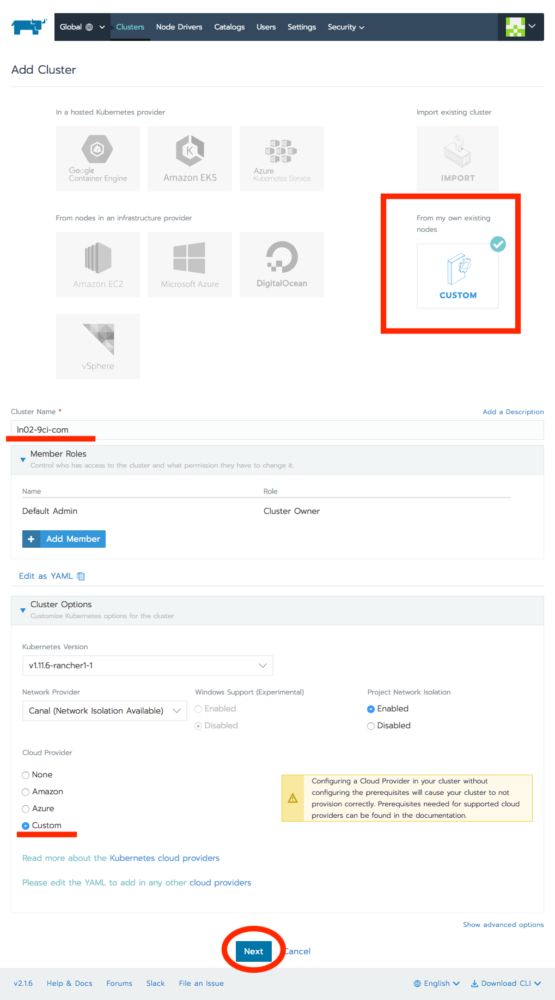 Global Clusters Node Drivers Catalogs Users Settings Security
Add Cluster
In a hosted Kubernetes provider
Google
Container Engine
K
Amazon EKS
Azure
Kubernetes Service
Import existing cluster
IMPORT
From nodes in an infrastructure provider
Amazon EC2
Microsoft Azure
DigitalOcean
From my own existing
nodes
CUSTOM
vSphere
Cluster Name *
Add a Description
ln02-9ci-com
Member Roles
Control who has access to the cluster and what permission they have to change it.
Name Role
Default Admin Cluster Owner
+ Add Member
Edit as YAML
Cluster Options
Customize Kubernetes options for the cluster
Kubernetes Version
v1.11.6-rancher1-1
Network Provider
Canal (Network Isolation Available)
Windows Support (Experimental)
Enabled
Disabled
Project Network Isolation
Enabled
Disabled
Cloud Provider
None
Amazon
Azure
Custom
Configuring a Cloud Provider in your cluster without
configuring the prerequisites will cause your cluster to not
provision correctly. Prerequisites needed for supported cloud
providers can be found in the documentation.
Read more about the Kubernetes cloud providers
Please edit the YAML to add in any other cloud providers
Show advanced options
Next Cancel
v2.1.6 Help & Docs Forums Slack File an Issue English Download CLI